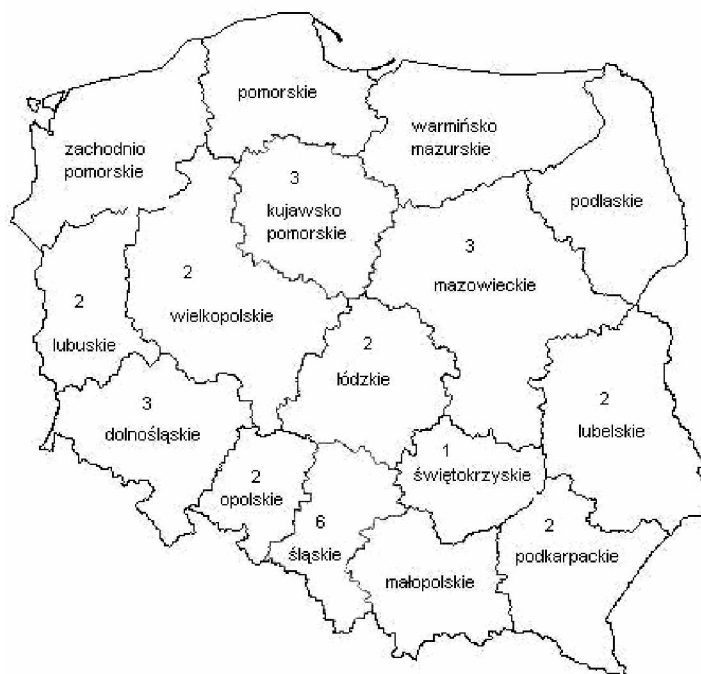 pomorskie
warmińsko
mazurskie
zachodnio
pomorskie
3
kujawsko
pomorskie
podlaskie
3
mazowieckie
2
wielkopolskie
2
lubuskie
2
łódzkie
3
dolnośląskie
2
lubelskie
1
świętokrzyskie
2
opolskie
6
śląskie
2
podkarpackie
małopolskie